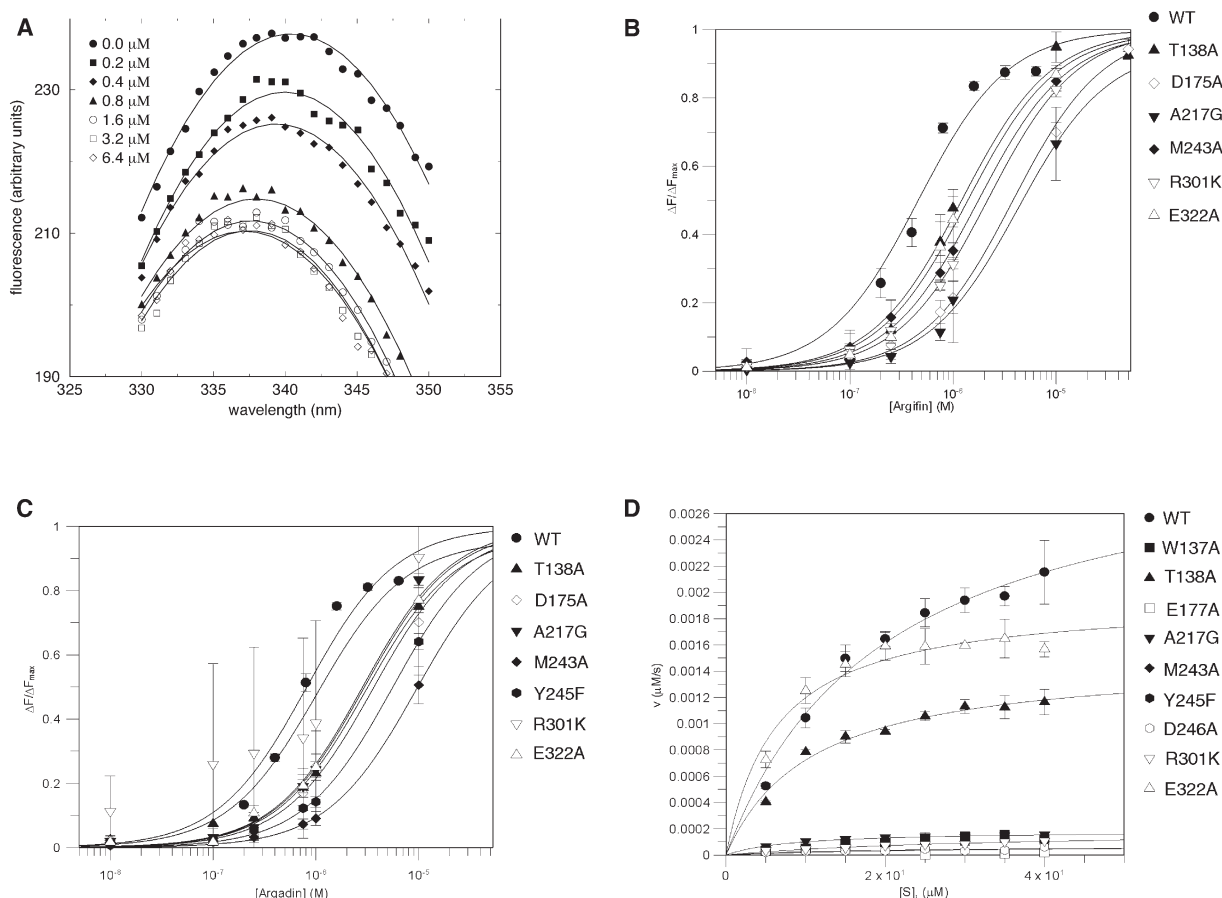 A
0.0 μM
0.2 μM
0.4 μM
0.8 μM
1.6 μM
3.2 μM
6.4 μM
230
210
190
fluorescence (arbitrary units)
325
330
335
340
345
350
355
wavelength (nm)
B
1
0.8
0.6
0.4
0.2
0
ΔF/ΔFmax
10⁻⁸
10⁻⁷
10⁻⁶
10⁻⁵
[Argifin] (M)
WT
T138A
D175A
A217G
M243A
R301K
E322A
C
1
0.8
0.6
0.4
0.2
0
ΔF/ΔFmax
10⁻⁸
10⁻⁷
10⁻⁶
10⁻⁵
[Argadin] (M)
WT
T138A
D175A
A217G
M243A
Y245F
R301K
E322A
D
0.0026
0.0024
0.0022
0.002
0.0018
0.0016
0.0014
0.0012
0.001
0.0008
0.0006
0.0004
0.0002
0
v (μM/s)
0
2 x 10¹
4 x 10¹
[S], (μM)
WT
W137A
T138A
E177A
A217G
M243A
Y245F
D246A
R301K
E322A